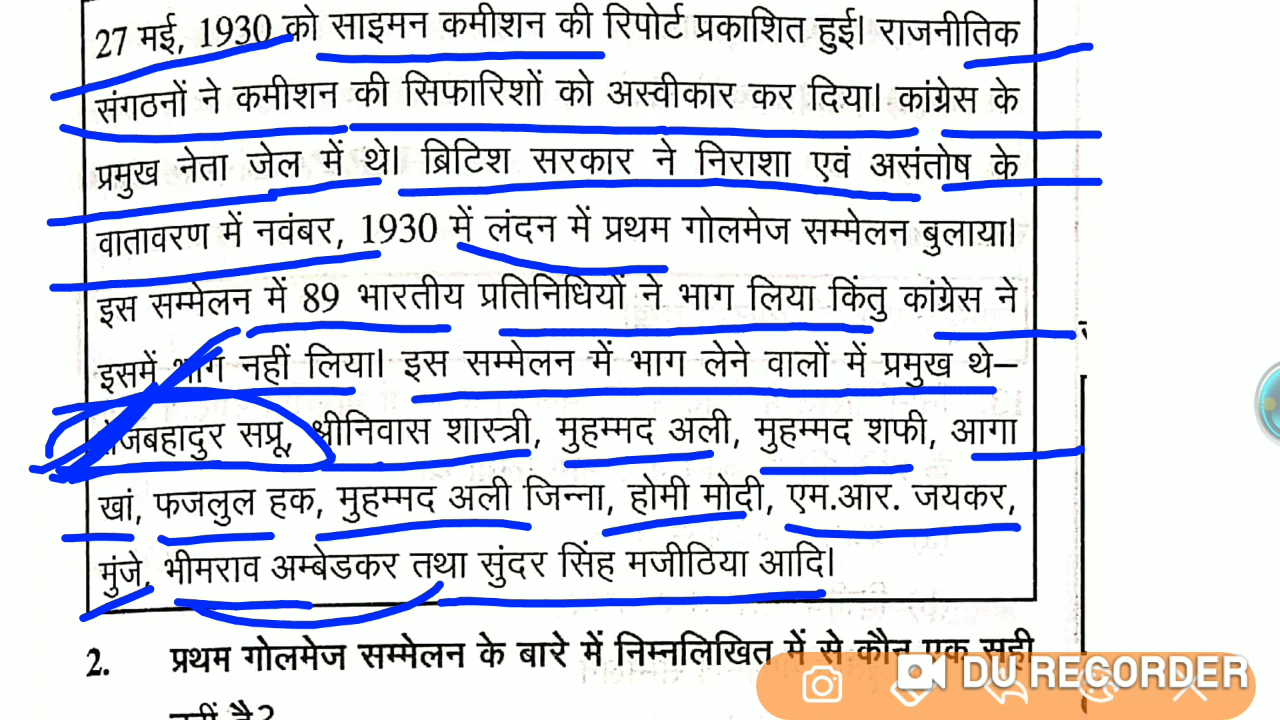 27 मई, 1930 को साइमन कमीशन की रिपोर्ट प्रकाशित हुई। राजनीतिक
संगठनों ने कमीशन की सिफारिशों को अस्वीकार कर दिया। कांग्रेस के
प्रमुख नेता जेल में थे। ब्रिटिश सरकार ने निराशा एवं असंतोष के
वातावरण में नवंबर, 1930 में लंदन में प्रथम गोलमेज सम्मेलन बुलाया।
इस सम्मेलन में 89 भारतीय प्रतिनिधियों ने भाग लिया किंतु कांग्रेस ने
इसमें भाग नहीं लिया। इस सम्मेलन में भाग लेने वालों में प्रमुख थे–
तेजबहादुर सप्रू, श्रीनिवास शास्त्री, मुहम्मद अली, मुहम्मद शफी, आगा
खां, फजलुल हक, मुहम्मद अली जिन्ना, होमी मोदी, एम.आर. जयकर,
मुंजे, भीमराव अम्बेडकर तथा सुंदर सिंह मजीठिया आदि।
2. प्रथम गोलमेज सम्मेलन के बारे में निम्नलिखित में से कौन एक सही
नहीं है?
DU RECORDER